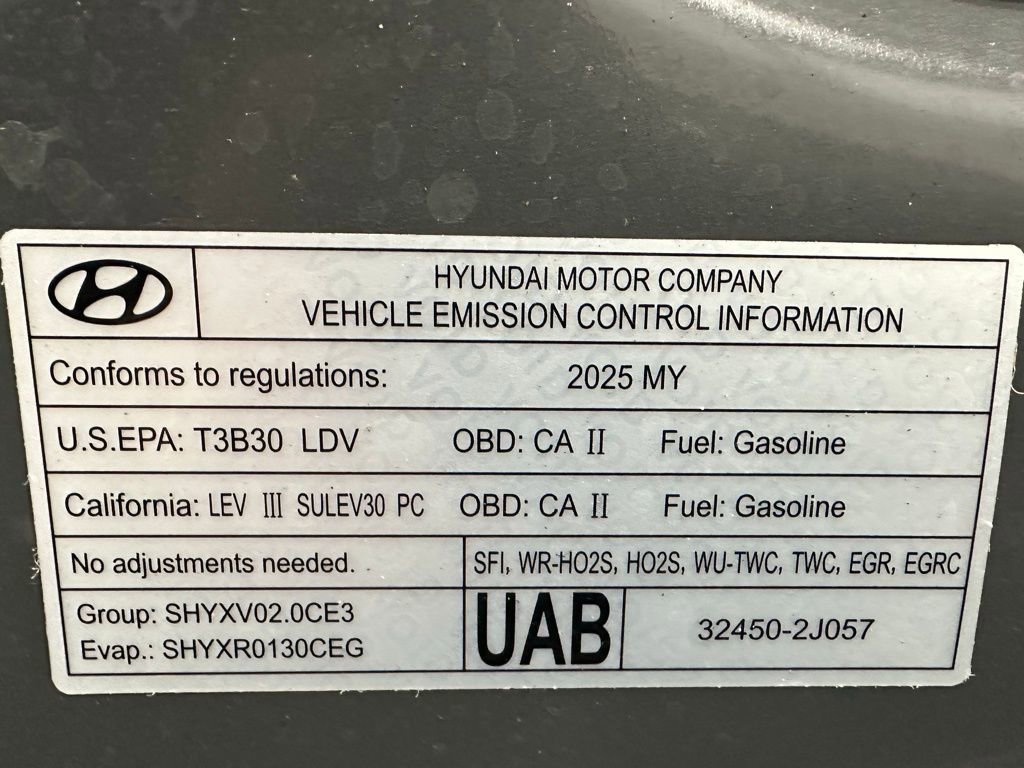 HYUNDAI MOTOR COMPANY
VEHICLE EMISSION CONTROL INFORMATION
Conforms to regulations: 2025 MY
U.S.EPA: T3B30 LDV OBD: CA II Fuel: Gasoline
California: LEV III SULEV30 PC OBD: CA II Fuel: Gasoline
No adjustments needed. SFI, WR-HO2S, HO2S, WU-TWC, TWC, EGR, EGRC
Group: SHYXV02.0CE3
Evap.: SHYXR0130CEG
UAB 32450-2J057